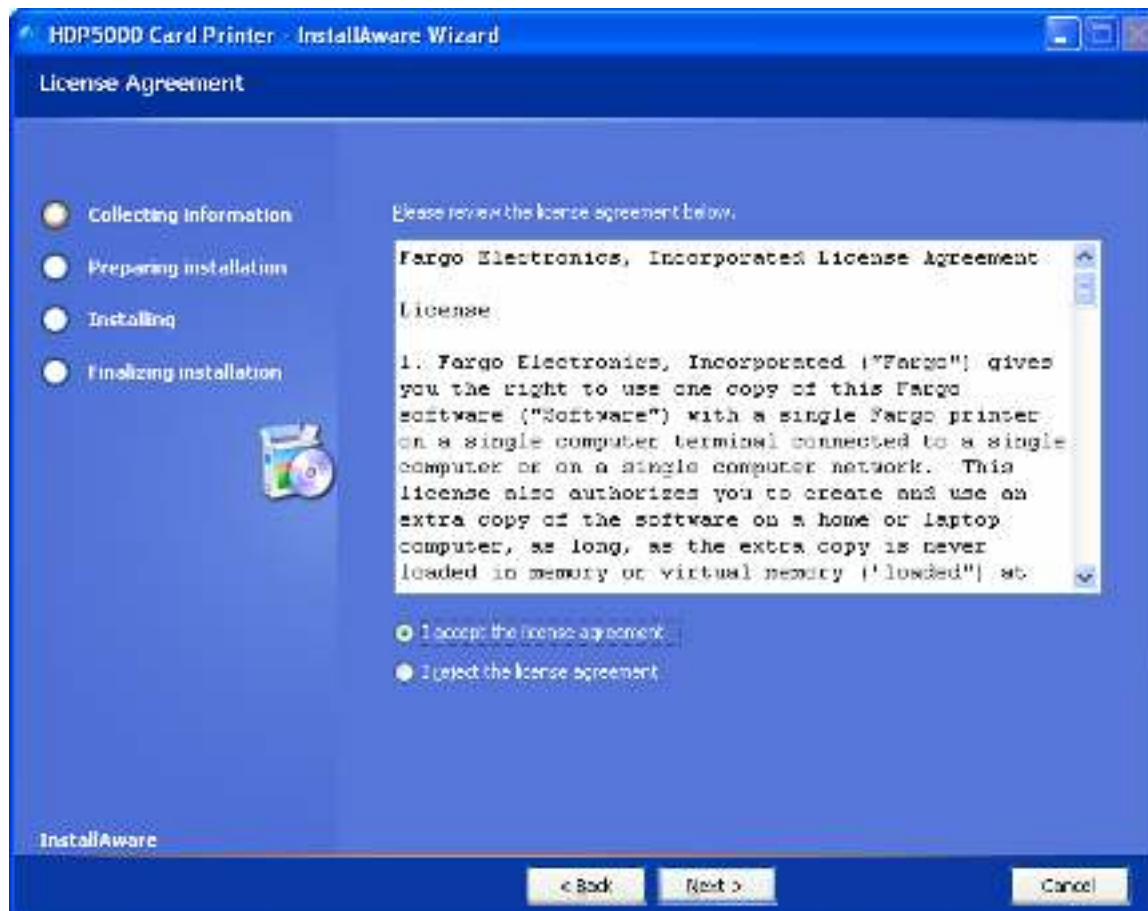 HDP5000 Card Printer - InstallAware Wizard
License Agreement
Collecting information
Preparing installation
Installing
Finalizing installation
Please review the license agreement below.
Fargo Electronics, Incorporated License Agreement
License
1. Fargo Electronics, Incorporated ("Fargo") gives
you the right to use one copy of this Fargo
software ("Software") with a single Fargo printer
on a single computer terminal connected to a single
computer or on a single computer network. This
license also authorizes you to create and use an
extra copy of the software on a home or laptop
computer, as long, as the extra copy is never
loaded in memory or virtual memory ("loaded") at
I accept the license agreement
I reject the license agreement
InstallAware
< Back
Next >
Cancel